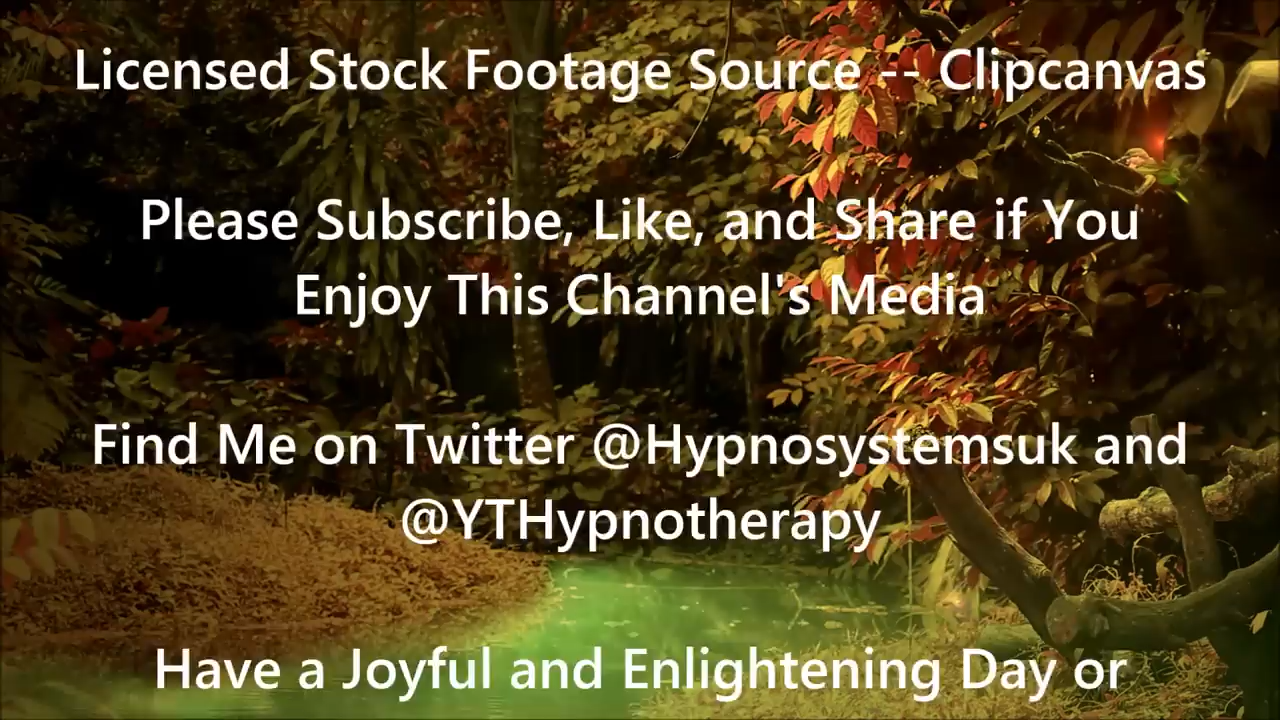 Licensed Stock Footage Source -- Clipcanvas
Please Subscribe, Like, and Share if You
Enjoy This Channel's Media
Find Me on Twitter @Hypnosystemsuk and
@YTHypnotherapy
Have a Joyful and Enlightening Day or